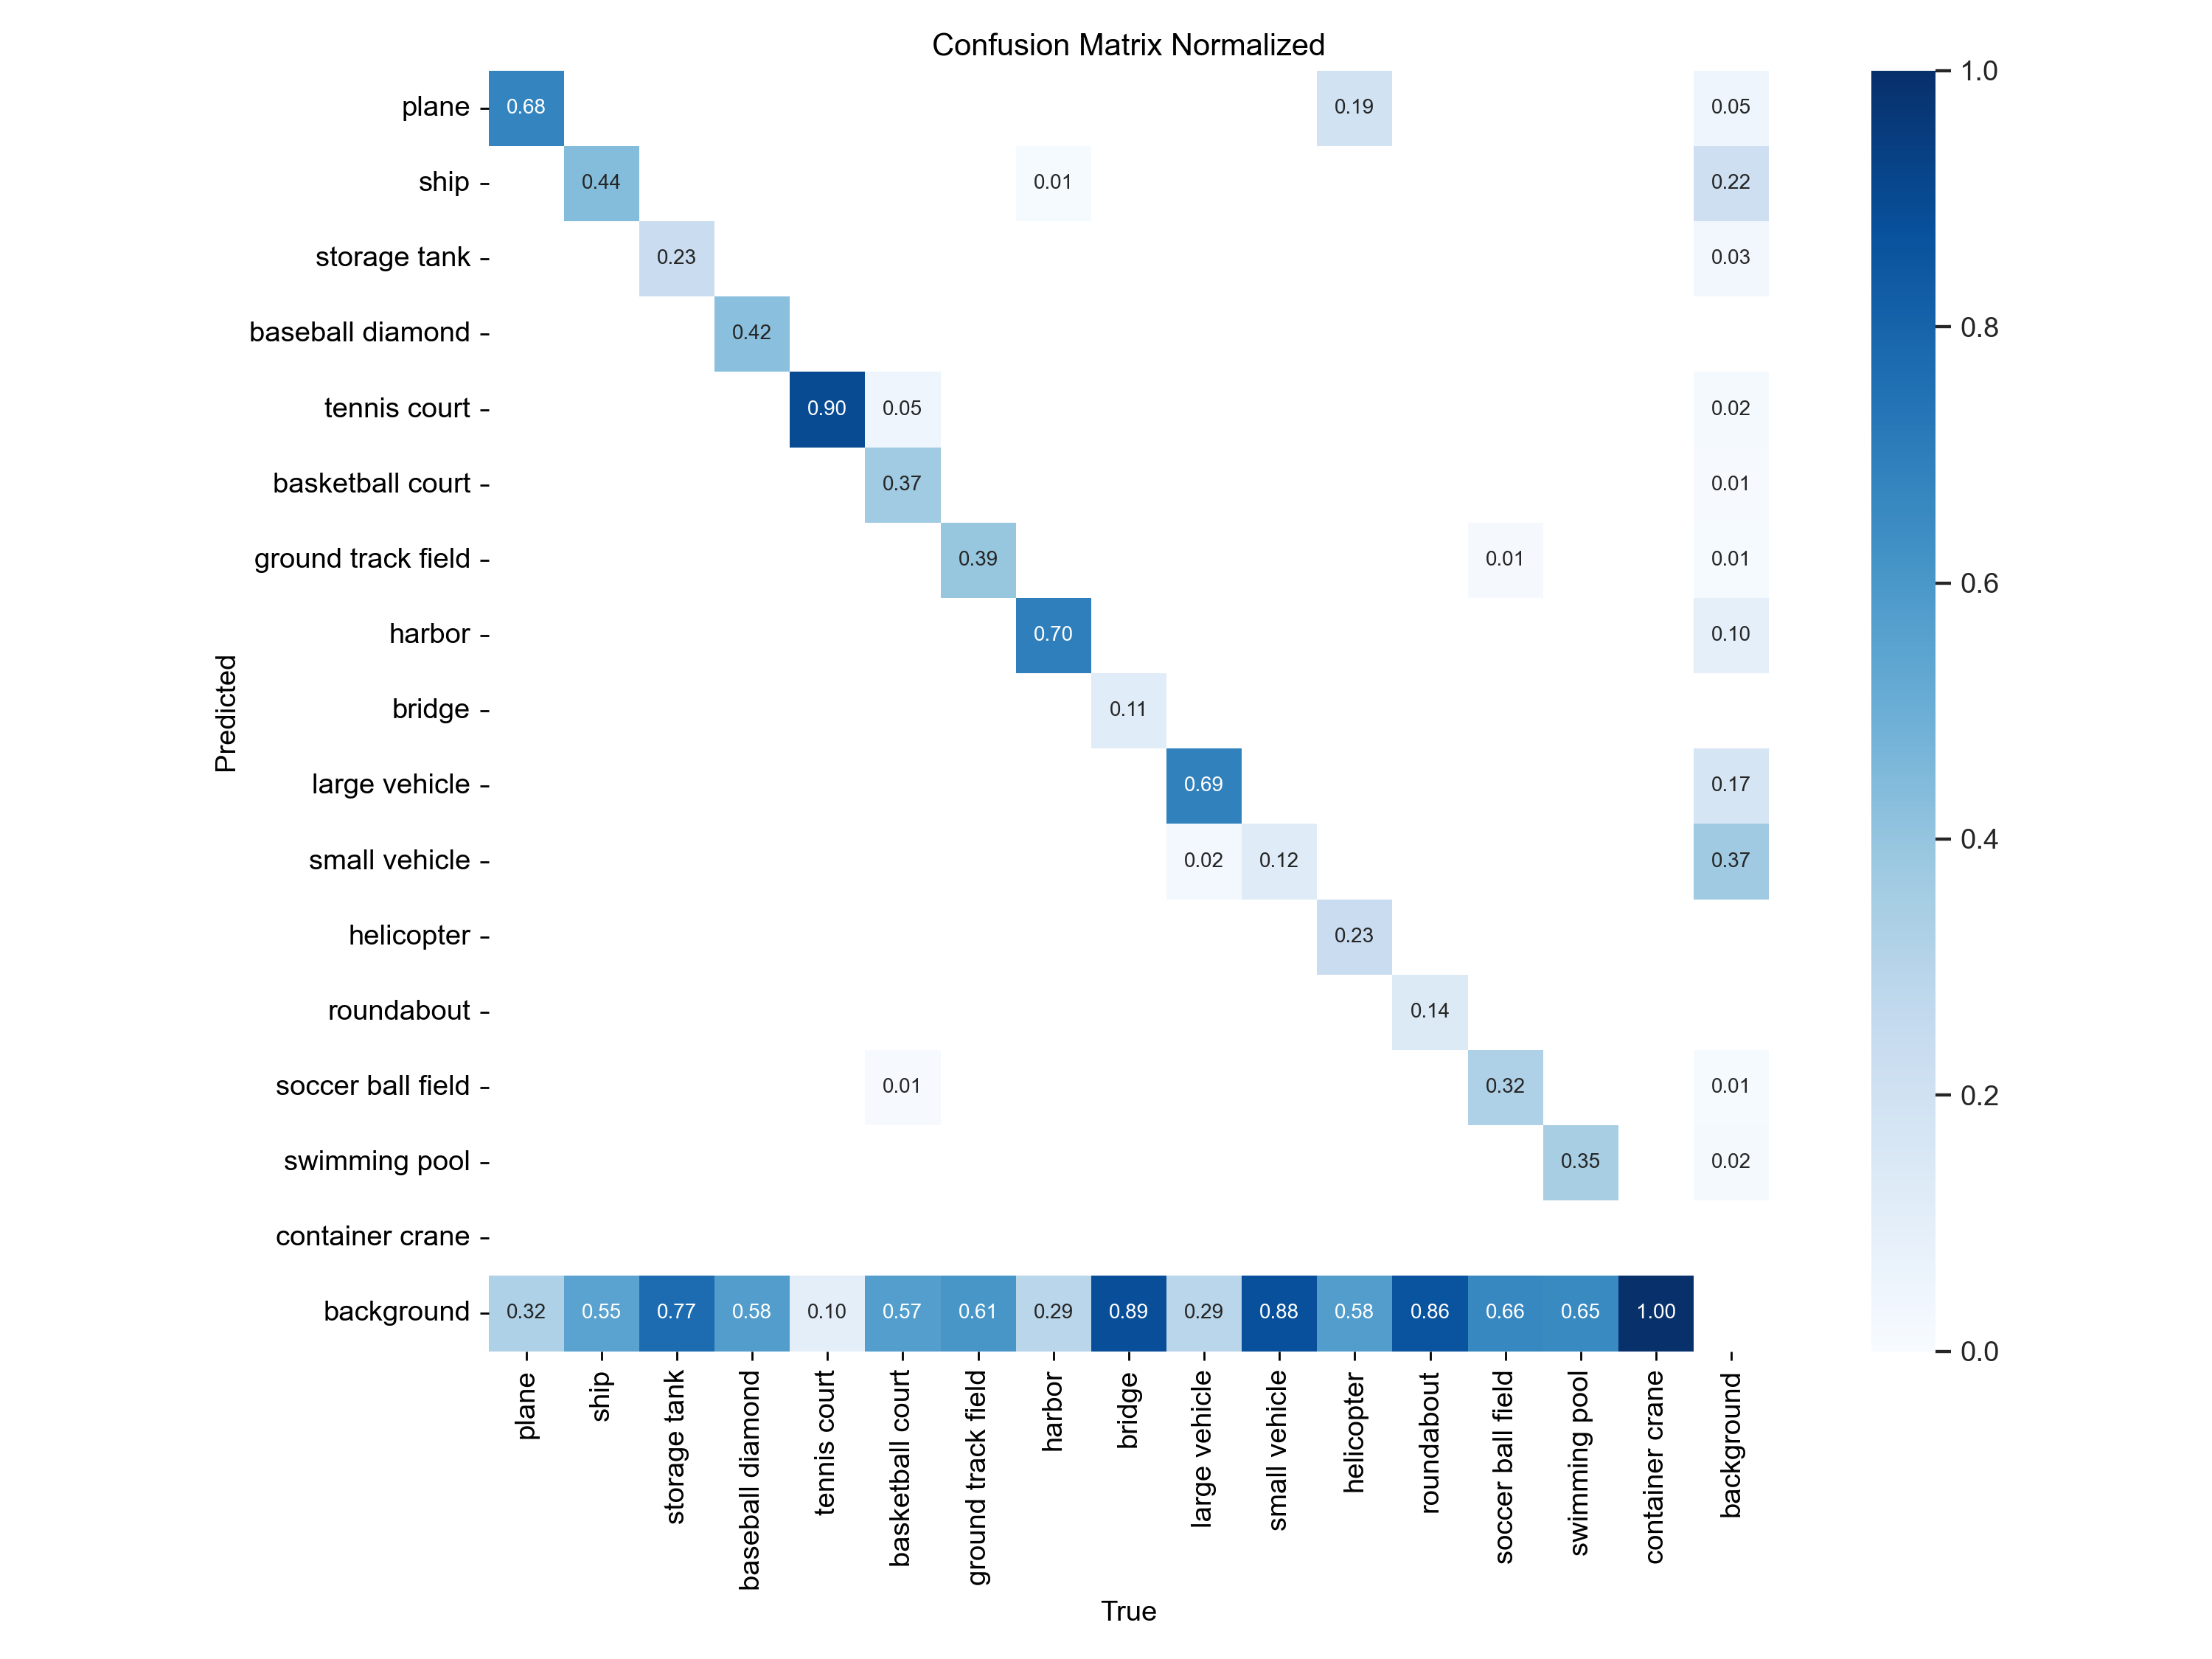 Confusion Matrix Normalized
plane 0.68 0.19 0.05
ship 0.44 0.01 0.22
storage tank 0.23 0.03
baseball diamond 0.42
tennis court 0.90 0.05 0.02
basketball court 0.37 0.01
ground track field 0.39 0.01 0.01
harbor 0.70 0.10
bridge 0.11
large vehicle 0.69 0.17
small vehicle 0.02 0.12 0.37
helicopter 0.23
roundabout 0.14
soccer ball field 0.01 0.32 0.01
swimming pool 0.35 0.02
container crane
background 0.32 0.55 0.77 0.58 0.10 0.57 0.61 0.29 0.89 0.29 0.88 0.58 0.86 0.66 0.65 1.00
Predicted
plane
ship
storage tank
baseball diamond
tennis court
basketball court
ground track field
harbor
bridge
large vehicle
small vehicle
helicopter
roundabout
soccer ball field
swimming pool
container crane
background
True
1.0
0.8
0.6
0.4
0.2
0.0